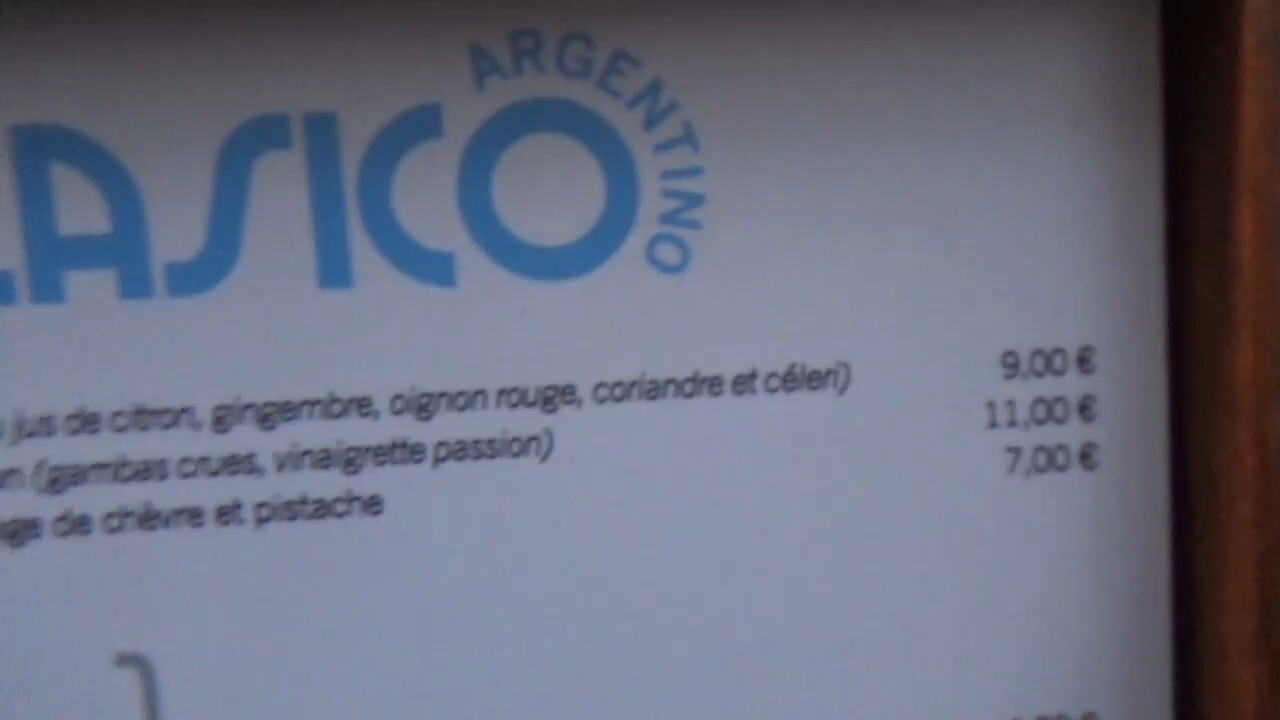 ARGENTINO
LASICO
jus de citron, gingembre, oignon rouge, coriandre et céleri) 9,00 €
(gambas crues, vinaigrette passion) 11,00 €
de chèvre et pistache 7,00 €